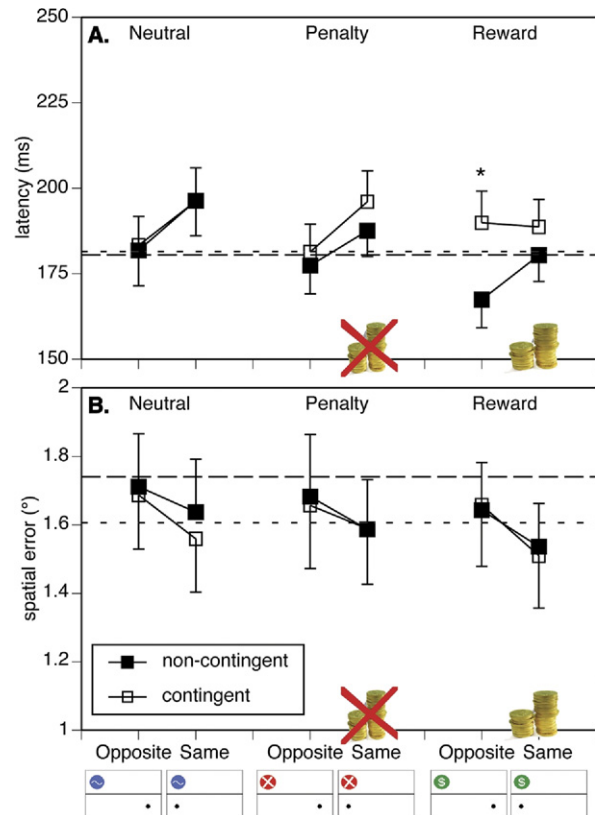 250
A.
Neutral Penalty Reward
225
latency (ms)
200
*
175
150
2
B.
Neutral Penalty Reward
1.8
spatial error (°)
1.6
1.4
non-contingent
1.2
contingent
1
Opposite Same Opposite Same Opposite Same
$ $